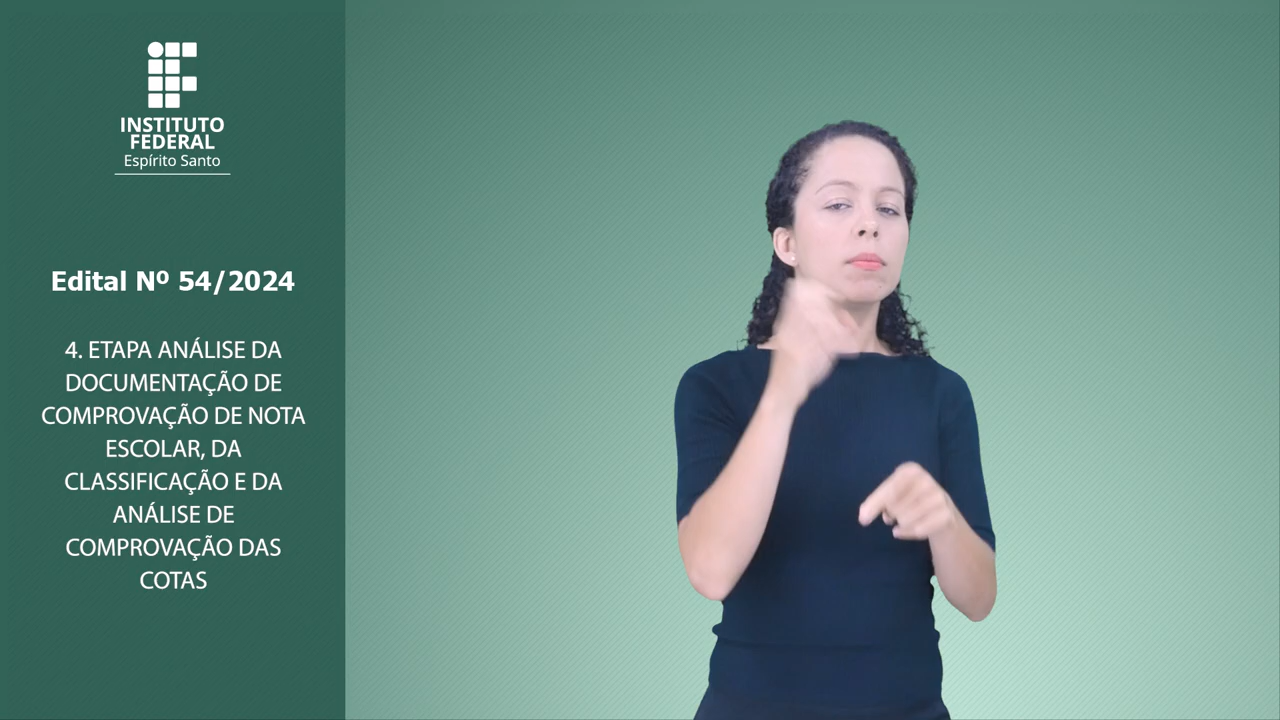 INSTITUTO
FEDERAL
Espírito Santo
Edital Nº 54/2024
4. ETAPA ANÁLISE DA
DOCUMENTAÇÃO DE
COMPROVAÇÃO DE NOTA
ESCOLAR, DA
CLASSIFICAÇÃO E DA
ANÁLISE DE
COMPROVAÇÃO DAS
COTAS